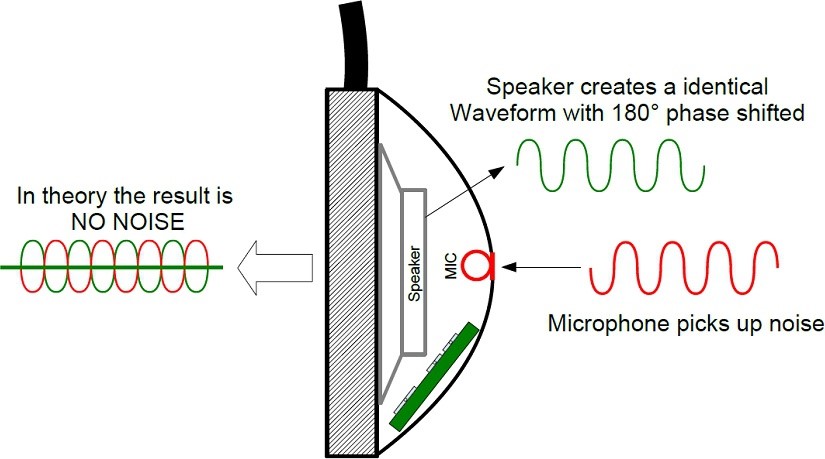 Speaker creates a identical
Waveform with 180° phase shifted
In theory the result is
NO NOISE
Speaker
MIC
Microphone picks up noise